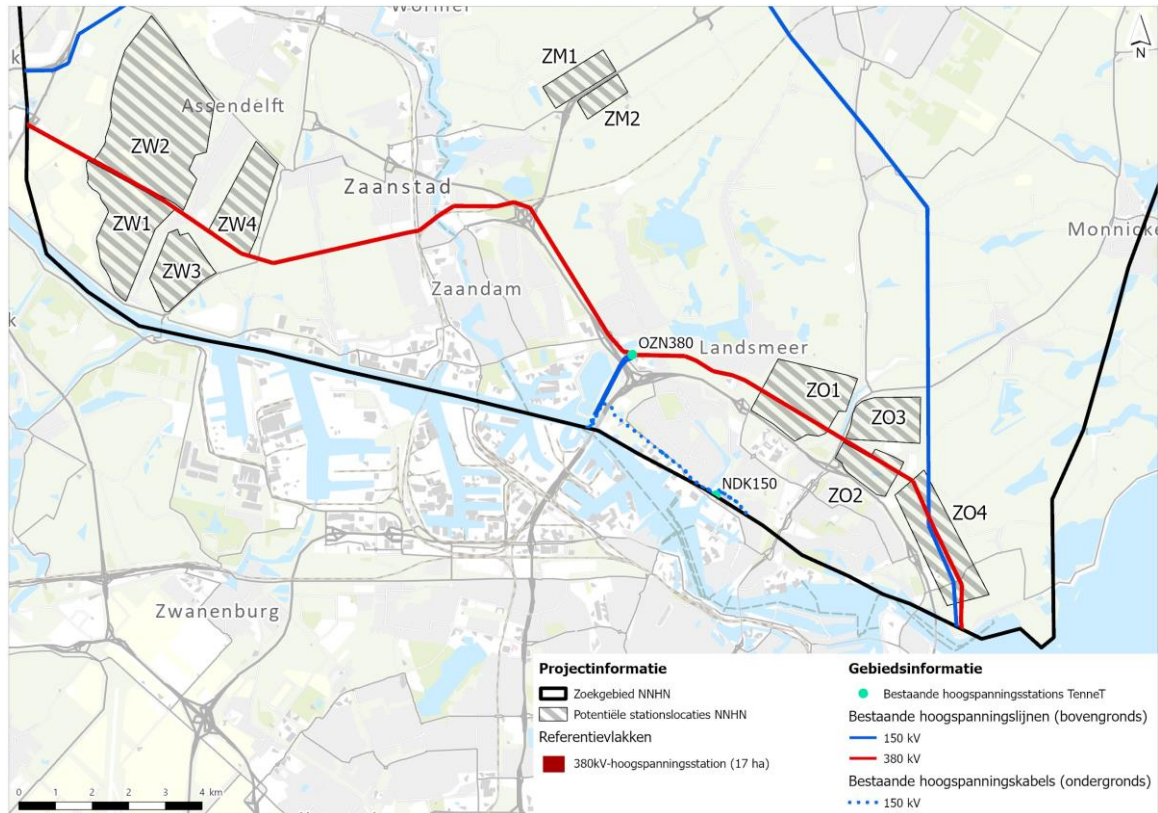 Wormer
N
ZM1
ZM2
k
Assendelft
ZW2
Zaanstad
ZW1
ZW4
ZW3
Monnicke
Zaandam
k
OZN380
Landsmeer
ZO1
ZO3
ZO2
NDK150
ZO4
Zwanenburg
Projectinformatie
Zoekgebied NNHN
Potentiële stationslocaties NNHN
Referentievlakken
380kV-hoogspanningsstation (17 ha)
Gebiedsinformatie
Bestaande hoogspanningsstations TenneT
Bestaande hoogspanningslijnen (bovengronds)
150 kV
380 kV
Bestaande hoogspanningskabels (ondergronds)
150 kV
0 1 2 3 4 km